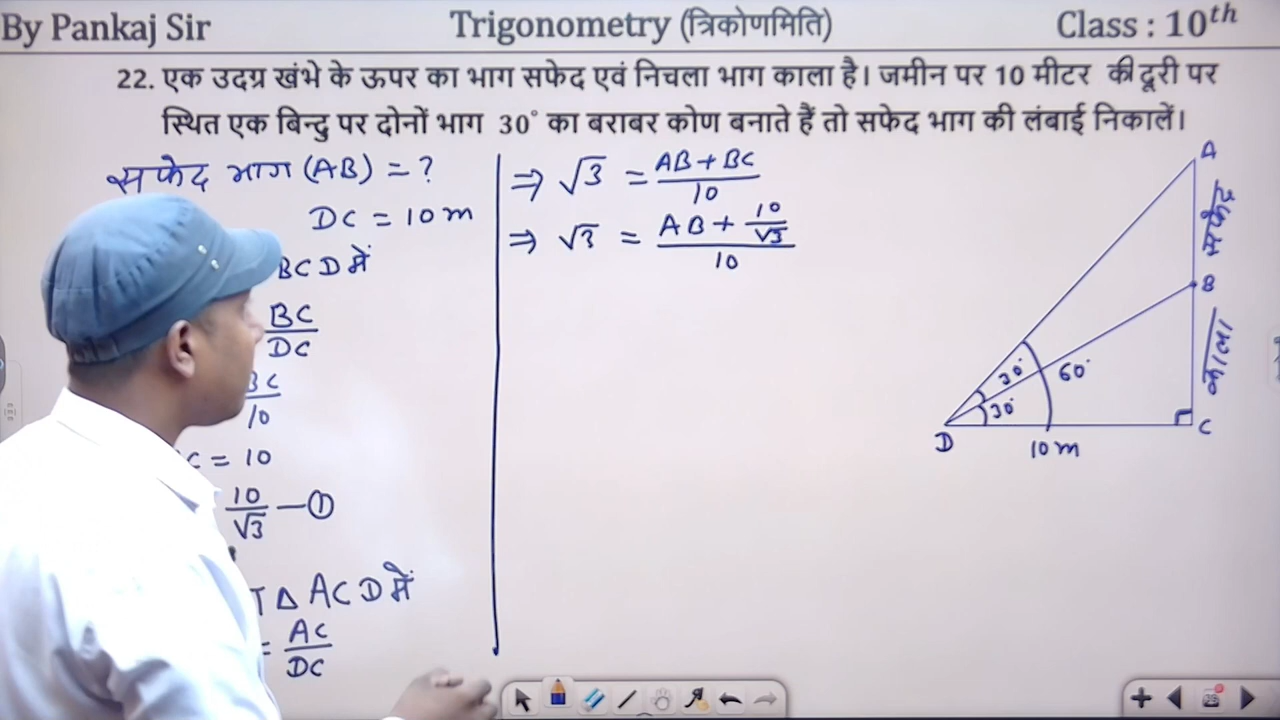 By Pankaj Sir
Trigonometry (त्रिकोणमिति)
Class : 10th
22. एक उदग्र खंभे के ऊपर का भाग सफेद एवं निचला भाग काला है। जमीन पर 10 मीटर की दूरी पर
स्थित एक बिन्दु पर दोनों भाग 30° का बराबर कोण बनाते हैं तो सफेद भाग की लंबाई निकालें।
सफेद भाग (AB) = ?
DC = 10 m
BCD में
BC/DC
BC/10
C = 10
10/√3 — ①
Δ ACD में
= AC/DC
⇒ √3 = (AB + BC)/10
⇒ √3 = (AB + 10/√3)/10
A
सफेद
B
काला
30°
60°
30°
D
10 m
C